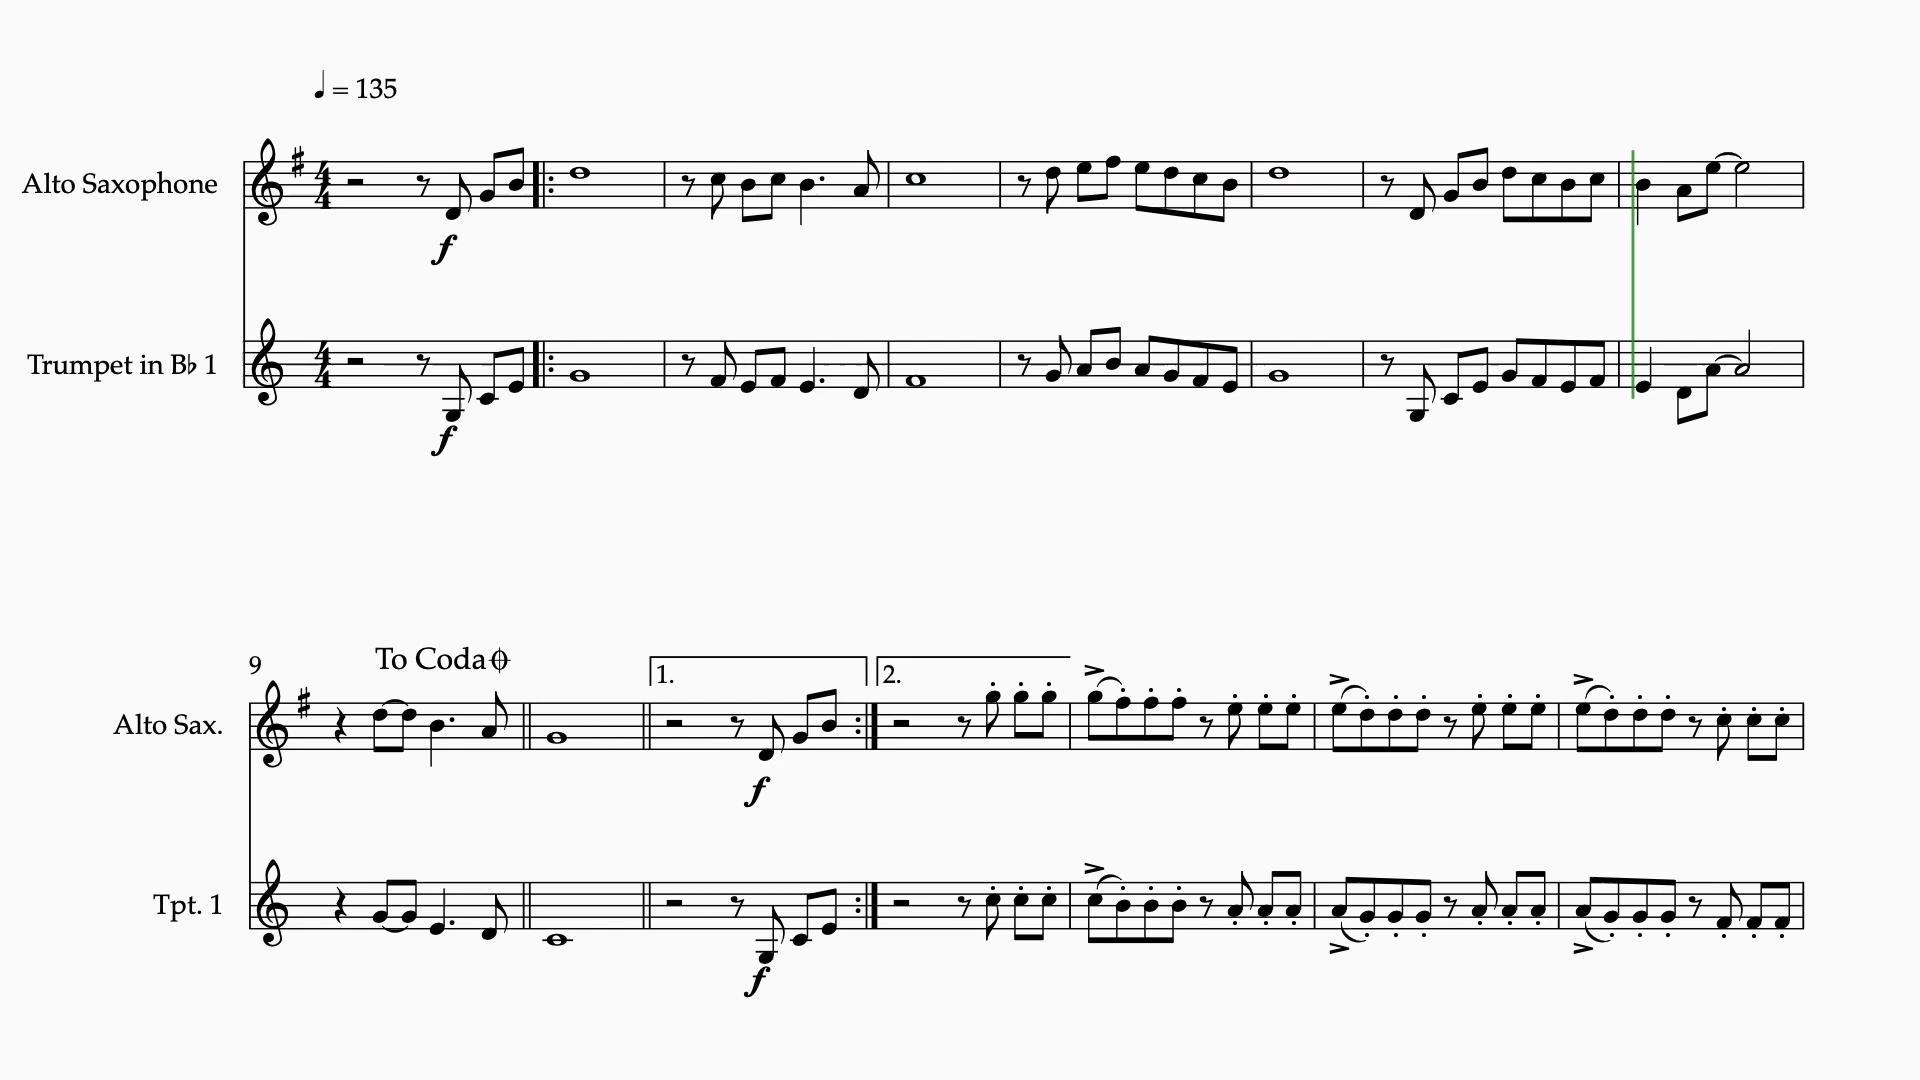 ♩ = 135
Alto Saxophone
f
Trumpet in B♭ 1
f
9
To Coda
1.
2.
Alto Sax.
f
Tpt. 1
f